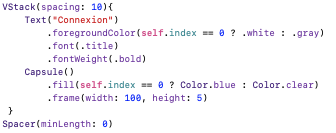 VStack(spacing: 10){
Text("Connexion")
.foregroundColor(self.index == 0 ? .white : .gray)
.font(.title)
.fontWeight(.bold)
Capsule()
.fill(self.index == 0 ? Color.blue : Color.clear)
.frame(width: 100, height: 5)
}
Spacer(minLength: 0)